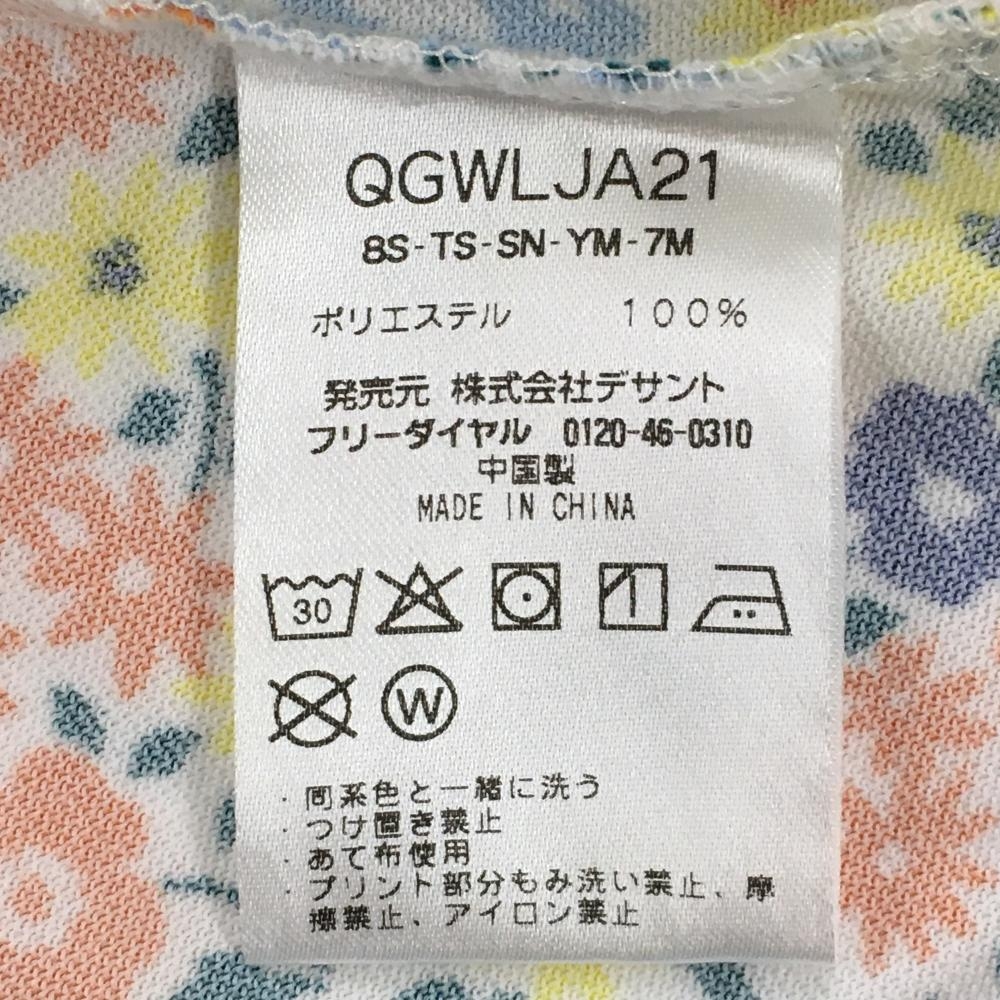 QGWLJA21
8S-TS-SN-YM-7M
ポリエステル 100%
発売元 株式会社デサント
フリーダイヤル 0120-46-0310
中国製
MADE IN CHINA
30
W
・同系色と一緒に洗う
・つけ置き禁止
・あて布使用
・プリント部分もみ洗い禁止、摩
擦禁止、アイロン禁止